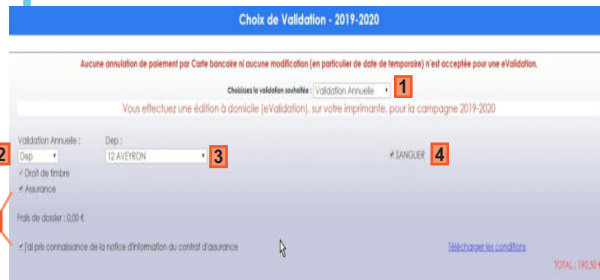 Choix de Validation - 2019-2020
Aucune annulation de paiement par Carte bancaire ni aucune modification (en particulier de date de temporaire) n'est acceptée pour une eValidation.
Choisissez la validation souhaitée : Validation Annuelle 1
Vous effectuez une édition à domicile (eValidation), sur votre imprimante, pour la campagne 2019-2020
Validation Annuelle : Dep :
2 Dep 12 AVEYRON 3 SANGLIER 4
Droit de timbre
Assurance
Frais de dossier : 0,00 €
J'ai pris connaissance de la notice d'information du contrat d'assurance Télécharger les conditions
TOTAL : 190,50 €